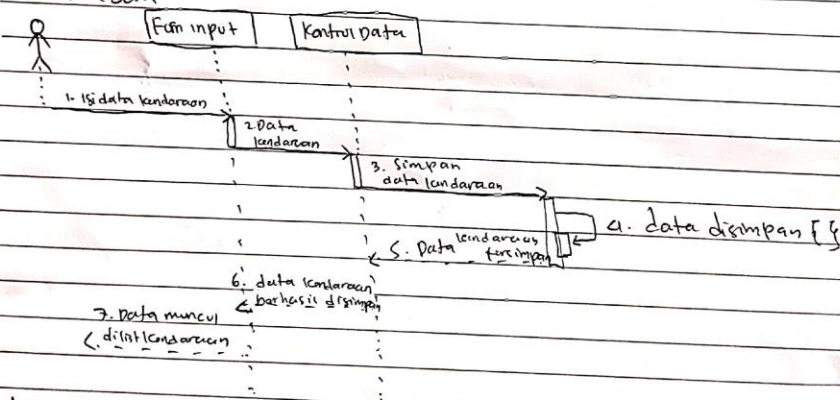 Form input
Kontrol Data
1. Isi data kendaraan
2. Data
kendaraan
3. Simpan
data kendaraan
4. data disimpan { }
5. Data kendaraan
tersimpan
6. data kendaraan
berhasil disimpan
7. Data muncul
di list kendaraan